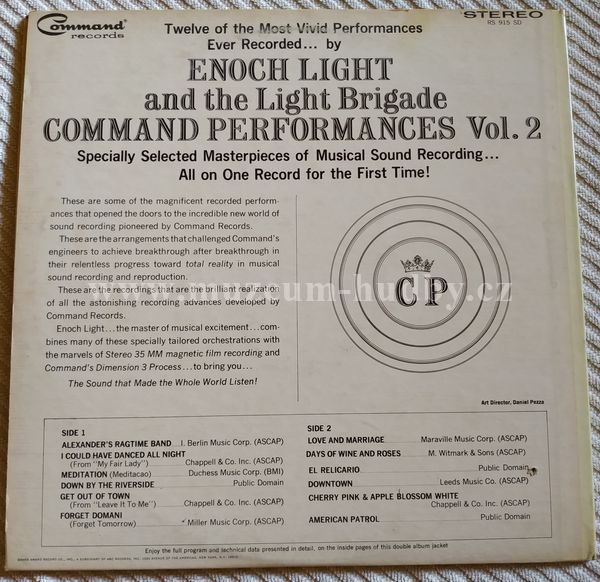 Command
records
STEREO
RS 915 SD
Twelve of the Most Vivid Performances
Ever Recorded... by
ENOCH LIGHT
and the Light Brigade
COMMAND PERFORMANCES Vol. 2
Specially Selected Masterpieces of Musical Sound Recording...
All on One Record for the First Time!
These are some of the magnificent recorded perform-
ances that opened the doors to the incredible new world of
sound recording pioneered by Command Records.
These are the arrangements that challenged Command's
engineers to achieve breakthrough after breakthrough in
their relentless progress toward total reality in musical
sound recording and reproduction.
These are the recordings that are the brilliant realization
of all the astonishing recording advances developed by
Command Records.
Enoch Light...the master of musical excitement...com-
bines many of these specially tailored orchestrations with
the marvels of Stereo 35 MM magnetic film recording and
Command's Dimension 3 Process...to bring you...
The Sound that Made the Whole World Listen!
CP
Art Director, Daniel Pezza
SIDE 1
ALEXANDER'S RAGTIME BAND I. Berlin Music Corp. (ASCAP)
I COULD HAVE DANCED ALL NIGHT
(From "My Fair Lady") Chappell & Co. Inc. (ASCAP)
MEDITATION (Meditacao) Duchess Music Corp. (BMI)
DOWN BY THE RIVERSIDE Public Domain
GET OUT OF TOWN
(From "Leave It To Me") Chappell & Co. Inc. (ASCAP)
FORGET DOMANI
(Forget Tomorrow) Miller Music Corp. (ASCAP)
SIDE 2
LOVE AND MARRIAGE Maraville Music Corp. (ASCAP)
DAYS OF WINE AND ROSES M. Witmark & Sons (ASCAP)
EL RELICARIO Public Domain
DOWNTOWN Leeds Music Co. (ASCAP)
CHERRY PINK & APPLE BLOSSOM WHITE
Chappell & Co. Inc. (ASCAP)
AMERICAN PATROL Public Domain
Enjoy the full program and technical data presented in detail, on the inside pages of this double album jacket